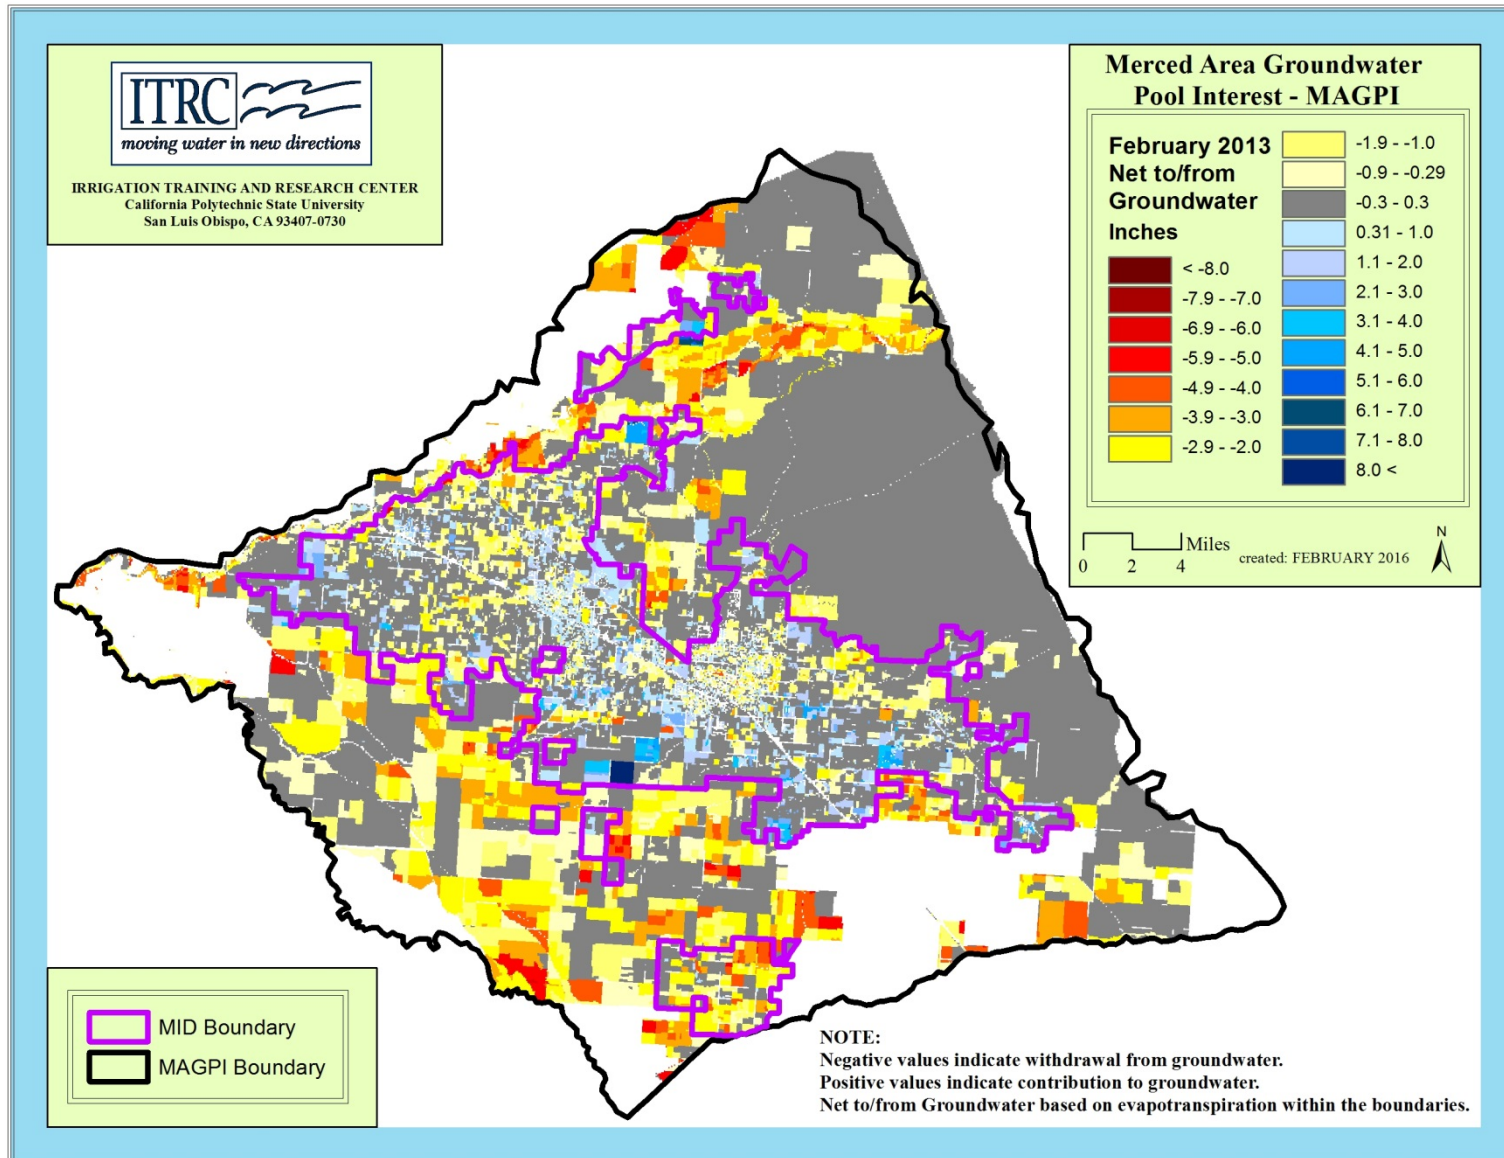 ITRC
moving water in new directions
IRRIGATION TRAINING AND RESEARCH CENTER
California Polytechnic State University
San Luis Obispo, CA 93407-0730
Merced Area Groundwater
Pool Interest - MAGPI
February 2013
Net to/from
Groundwater
Inches
< -8.0
-7.9 - -7.0
-6.9 - -6.0
-5.9 - -5.0
-4.9 - -4.0
-3.9 - -3.0
-2.9 - -2.0
-1.9 - -1.0
-0.9 - -0.29
-0.3 - 0.3
0.31 - 1.0
1.1 - 2.0
2.1 - 3.0
3.1 - 4.0
4.1 - 5.0
5.1 - 6.0
6.1 - 7.0
7.1 - 8.0
8.0 <
Miles
0 2 4
created: FEBRUARY 2016
N
MID Boundary
MAGPI Boundary
NOTE:
Negative values indicate withdrawal from groundwater.
Positive values indicate contribution to groundwater.
Net to/from Groundwater based on evapotranspiration within the boundaries.